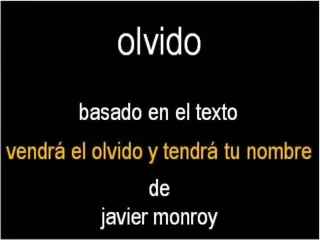 olvido
basado en el texto
vendrá el olvido y tendrá tu nombre
de
javier monroy